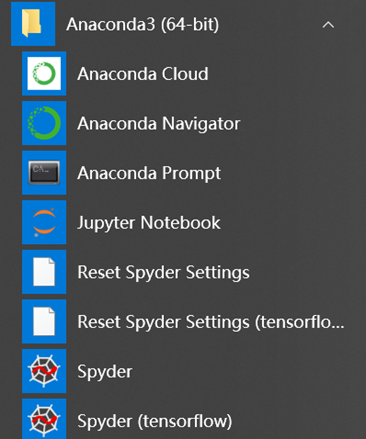 Anaconda3 (64-bit)
Anaconda Cloud
Anaconda Navigator
Anaconda Prompt
Jupyter Notebook
Reset Spyder Settings
Reset Spyder Settings (tensorflo...
Spyder
Spyder (tensorflow)